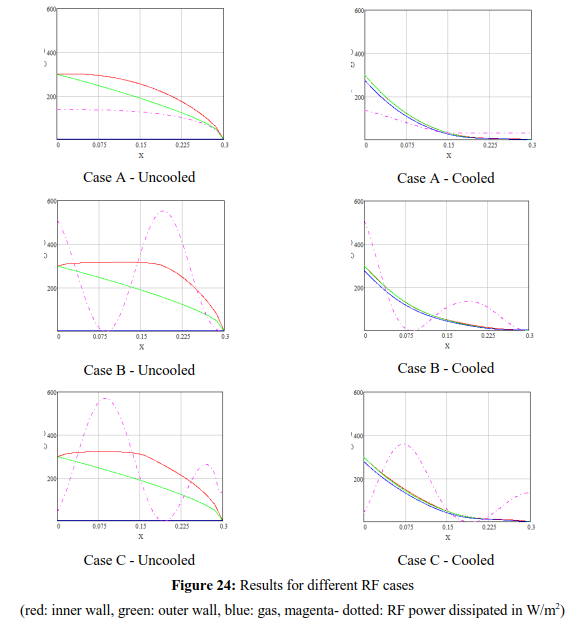 600
400
200
0 0.075 0.15 0.225 0.3
X
Case A - Uncooled
600
400
200
0 0.075 0.15 0.225 0.3
X
Case A - Cooled
600
400
200
0 0.075 0.15 0.225 0.3
X
Case B - Uncooled
600
400
200
0 0.075 0.15 0.225 0.3
X
Case B - Cooled
600
400
200
0 0.075 0.15 0.225 0.3
X
Case C - Uncooled
600
400
200
0 0.075 0.15 0.225 0.3
X
Case C - Cooled
Figure 24: Results for different RF cases
(red: inner wall, green: outer wall, blue: gas, magenta- dotted: RF power dissipated in W/m²)